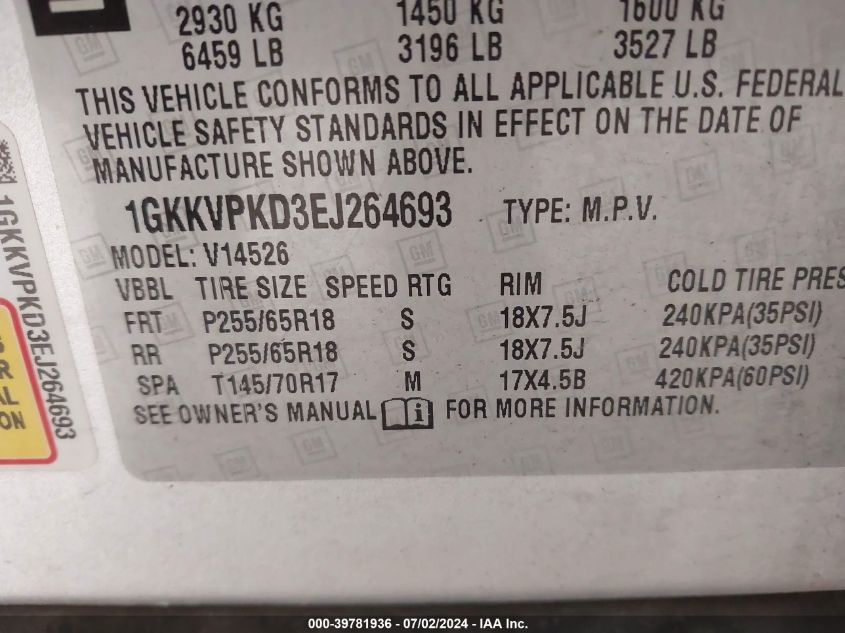 2930 KG 1450 KG 1600 KG
6459 LB 3196 LB 3527 LB
THIS VEHICLE CONFORMS TO ALL APPLICABLE U.S. FEDERAL
VEHICLE SAFETY STANDARDS IN EFFECT ON THE DATE OF
MANUFACTURE SHOWN ABOVE.
1GKKVPKD3EJ264693 TYPE: M.P.V.
MODEL: V14526
VBBL TIRE SIZE SPEED RTG RIM COLD TIRE PRES
FRT P255/65R18 S 18X7.5J 240KPA(35PSI)
RR P255/65R18 S 18X7.5J 240KPA(35PSI)
SPA T145/70R17 M 17X4.5B 420KPA(60PSI)
SEE OWNER'S MANUAL i FOR MORE INFORMATION.
1GKKVPKD3EJ264693
R
AL
ON
GM
000-39781936 - 07/02/2024 - IAA Inc.